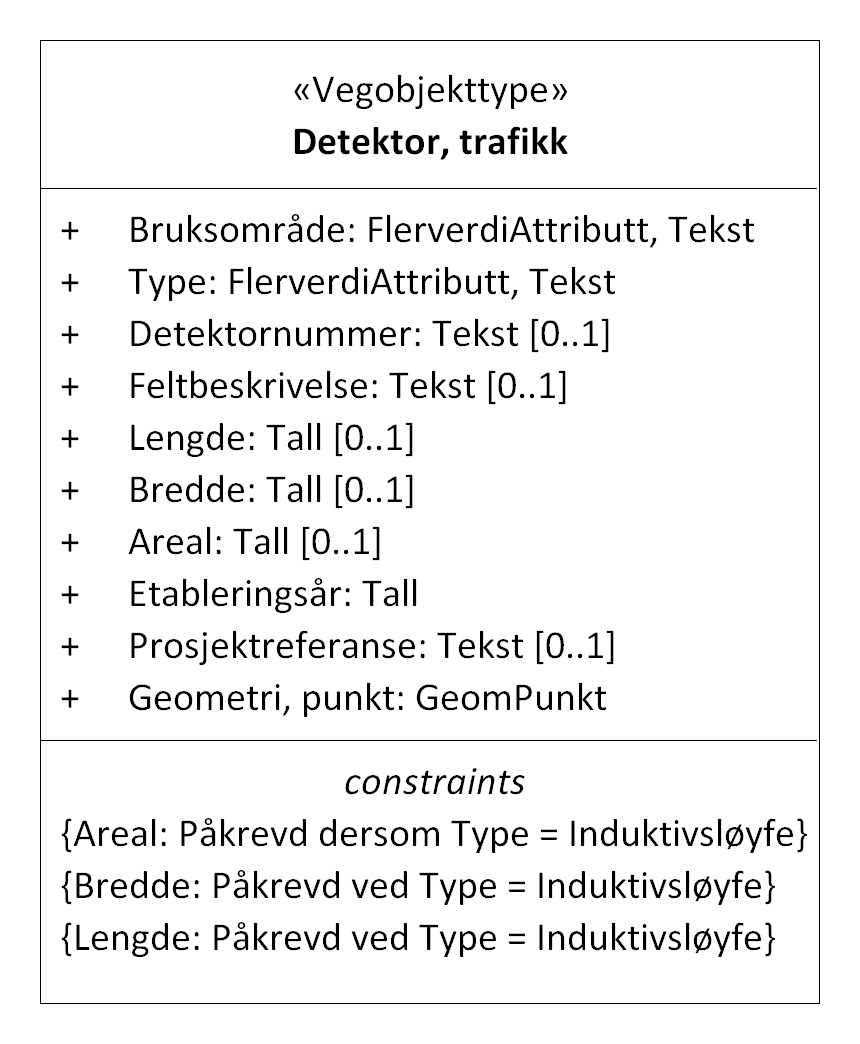 «Vegobjekttype»
Detektor, trafikk
+ Bruksområde: FlerverdiAttributt, Tekst
+ Type: FlerverdiAttributt, Tekst
+ Detektornummer: Tekst [0..1]
+ Feltbeskrivelse: Tekst [0..1]
+ Lengde: Tall [0..1]
+ Bredde: Tall [0..1]
+ Areal: Tall [0..1]
+ Etableringsår: Tall
+ Prosjektreferanse: Tekst [0..1]
+ Geometri, punkt: GeomPunkt
constraints
{Areal: Påkrevd dersom Type = Induktivsløyfe}
{Bredde: Påkrevd ved Type = Induktivsløyfe}
{Lengde: Påkrevd ved Type = Induktivsløyfe}